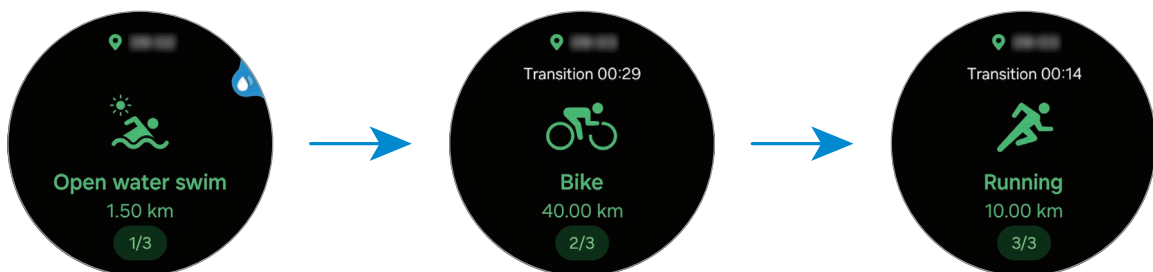 Open water swim
1.50 km
1/3
Transition 00:29
Bike
40.00 km
2/3
Transition 00:14
Running
10.00 km
3/3